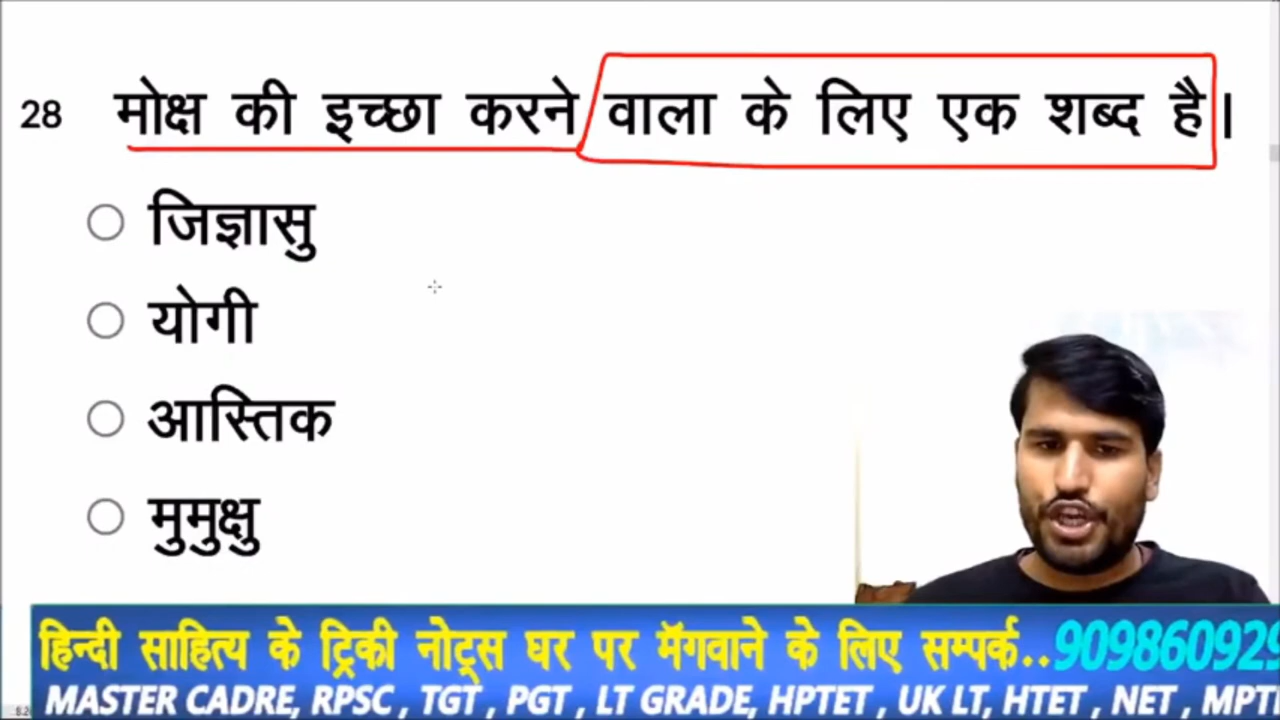 28 मोक्ष की इच्छा करने वाला के लिए एक शब्द है।
जिज्ञासु
योगी
आस्तिक
मुमुक्षु
हिन्दी साहित्य के ट्रिकी नोट्स घर पर मॅगवाने के लिए सम्पर्क..909860929
MASTER CADRE, RPSC , TGT , PGT , LT GRADE, HPTET , UK LT, HTET , NET , MPT